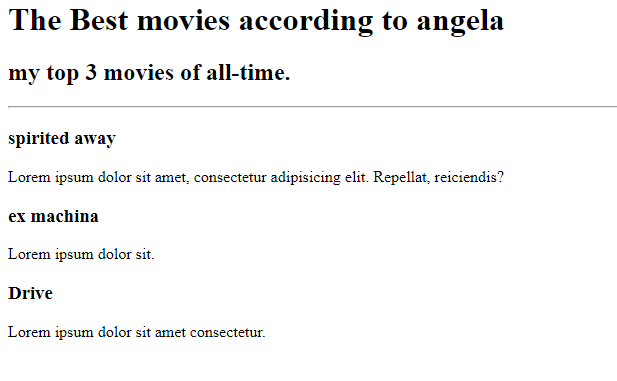 The Best movies according to angela
my top 3 movies of all-time.
spirited away
Lorem ipsum dolor sit amet, consectetur adipisicing elit. Repellat, reiciendis?
ex machina
Lorem ipsum dolor sit.
Drive
Lorem ipsum dolor sit amet consectetur.